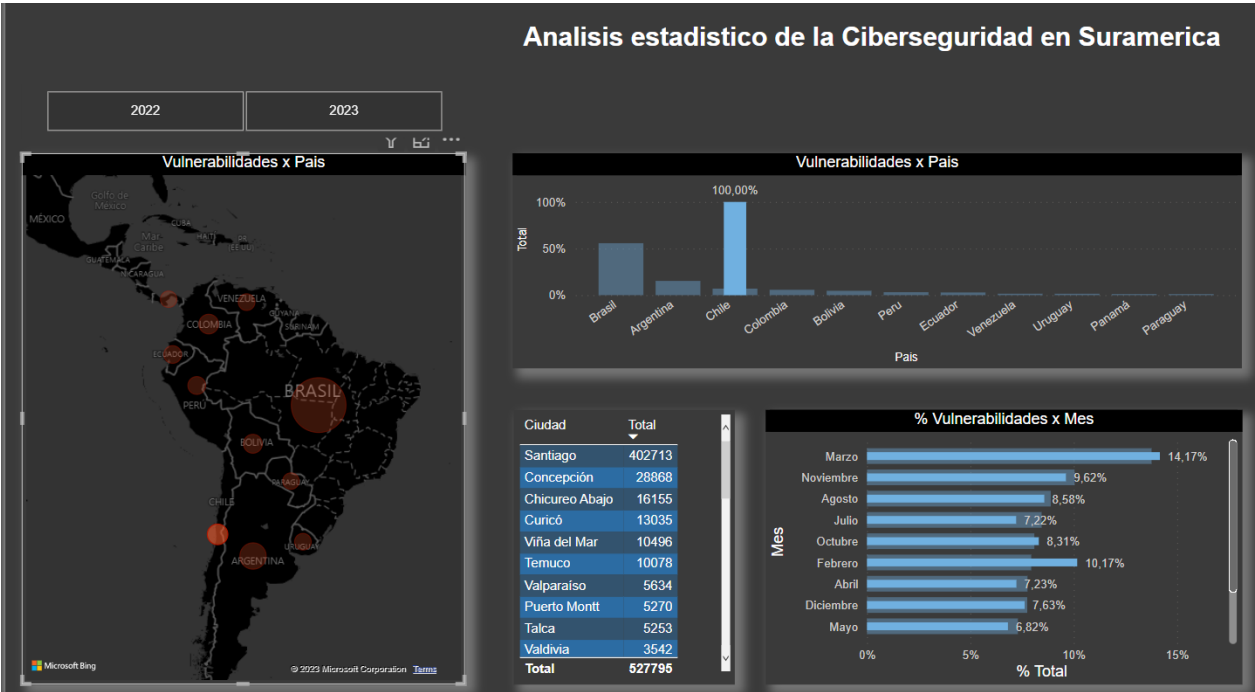 Analisis estadistico de la Ciberseguridad en Suramerica
2022
2023
Vulnerabilidades x Pais
Golfo de
México
MÉXICO
CUBA
HAITÍ
PR
EE.UU.
Mar
Caribe
GUATEMALA
NICARAGUA
VENEZUELA
GUYANA
SURINAM
COLOMBIA
ECUADOR
PERÚ
BRASIL
BOLIVIA
PARAGUAY
CHILE
URUGUAY
ARGENTINA
Microsoft Bing
© 2023 Microsoft Corporation Terms
Vulnerabilidades x Pais
100,00%
Total
100%
50%
0%
Brasil
Argentina
Chile
Colombia
Bolivia
Peru
Ecuador
Venezuela
Uruguay
Panamá
Paraguay
Pais
Ciudad Total
Santiago 402713
Concepción 28868
Chicureo Abajo 16155
Curicó 13035
Viña del Mar 10496
Temuco 10078
Valparaíso 5634
Puerto Montt 5270
Talca 5253
Valdivia 3542
Total 527795
% Vulnerabilidades x Mes
Mes
Marzo 14,17%
Noviembre 9,62%
Agosto 8,58%
Julio 7,22%
Octubre 8,31%
Febrero 10,17%
Abril 7,23%
Diciembre 7,63%
Mayo 6,82%
0% 5% 10% 15%
% Total